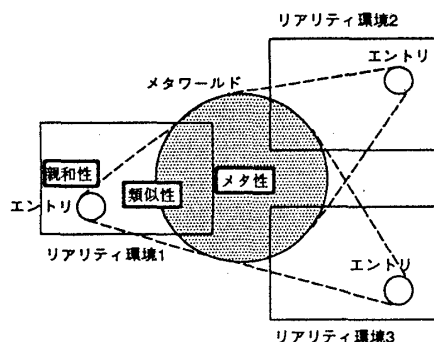 リアリティ環境2
エントリ
メタワールド
親和性
類似性
メタ性
エントリ
リアリティ環境1
エントリ
リアリティ環境3